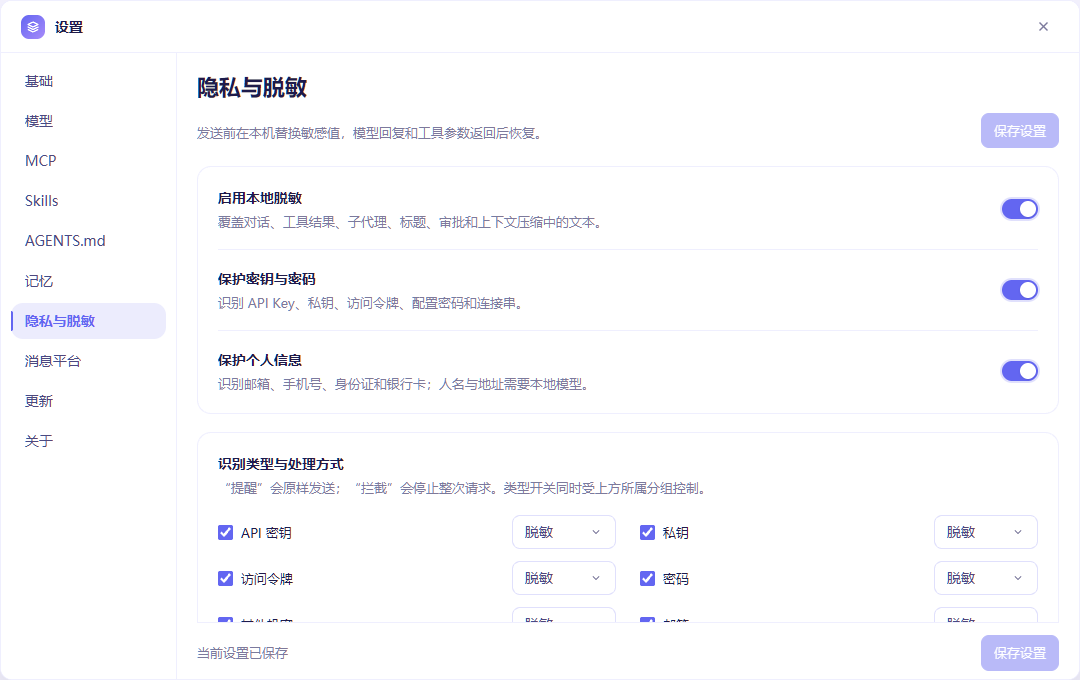 设置
基础
模型
MCP
Skills
AGENTS.md
记忆
隐私与脱敏
消息平台
更新
关于
隐私与脱敏
发送前在本机替换敏感值，模型回复和工具参数返回后恢复。
保存设置
启用本地脱敏
覆盖对话、工具结果、子代理、标题、审批和上下文压缩中的文本。
保护密钥与密码
识别 API Key、私钥、访问令牌、配置密码和连接串。
保护个人信息
识别邮箱、手机号、身份证和银行卡；人名与地址需要本地模型。
识别类型与处理方式
“提醒”会原样发送；“拦截”会停止整次请求。类型开关同时受上方所属分组控制。
API 密钥 脱敏 私钥 脱敏
访问令牌 脱敏 密码 脱敏
脱敏 邮箱 脱敏
当前设置已保存
保存设置